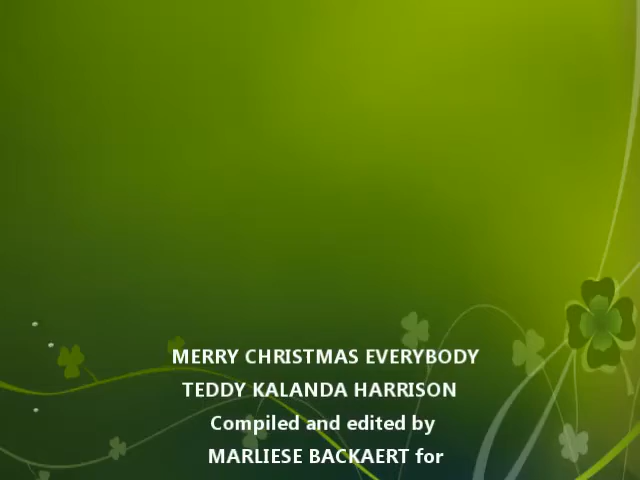 MERRY CHRISTMAS EVERYBODY
TEDDY KALANDA HARRISON
Compiled and edited by
MARLIESE BACKAERT for